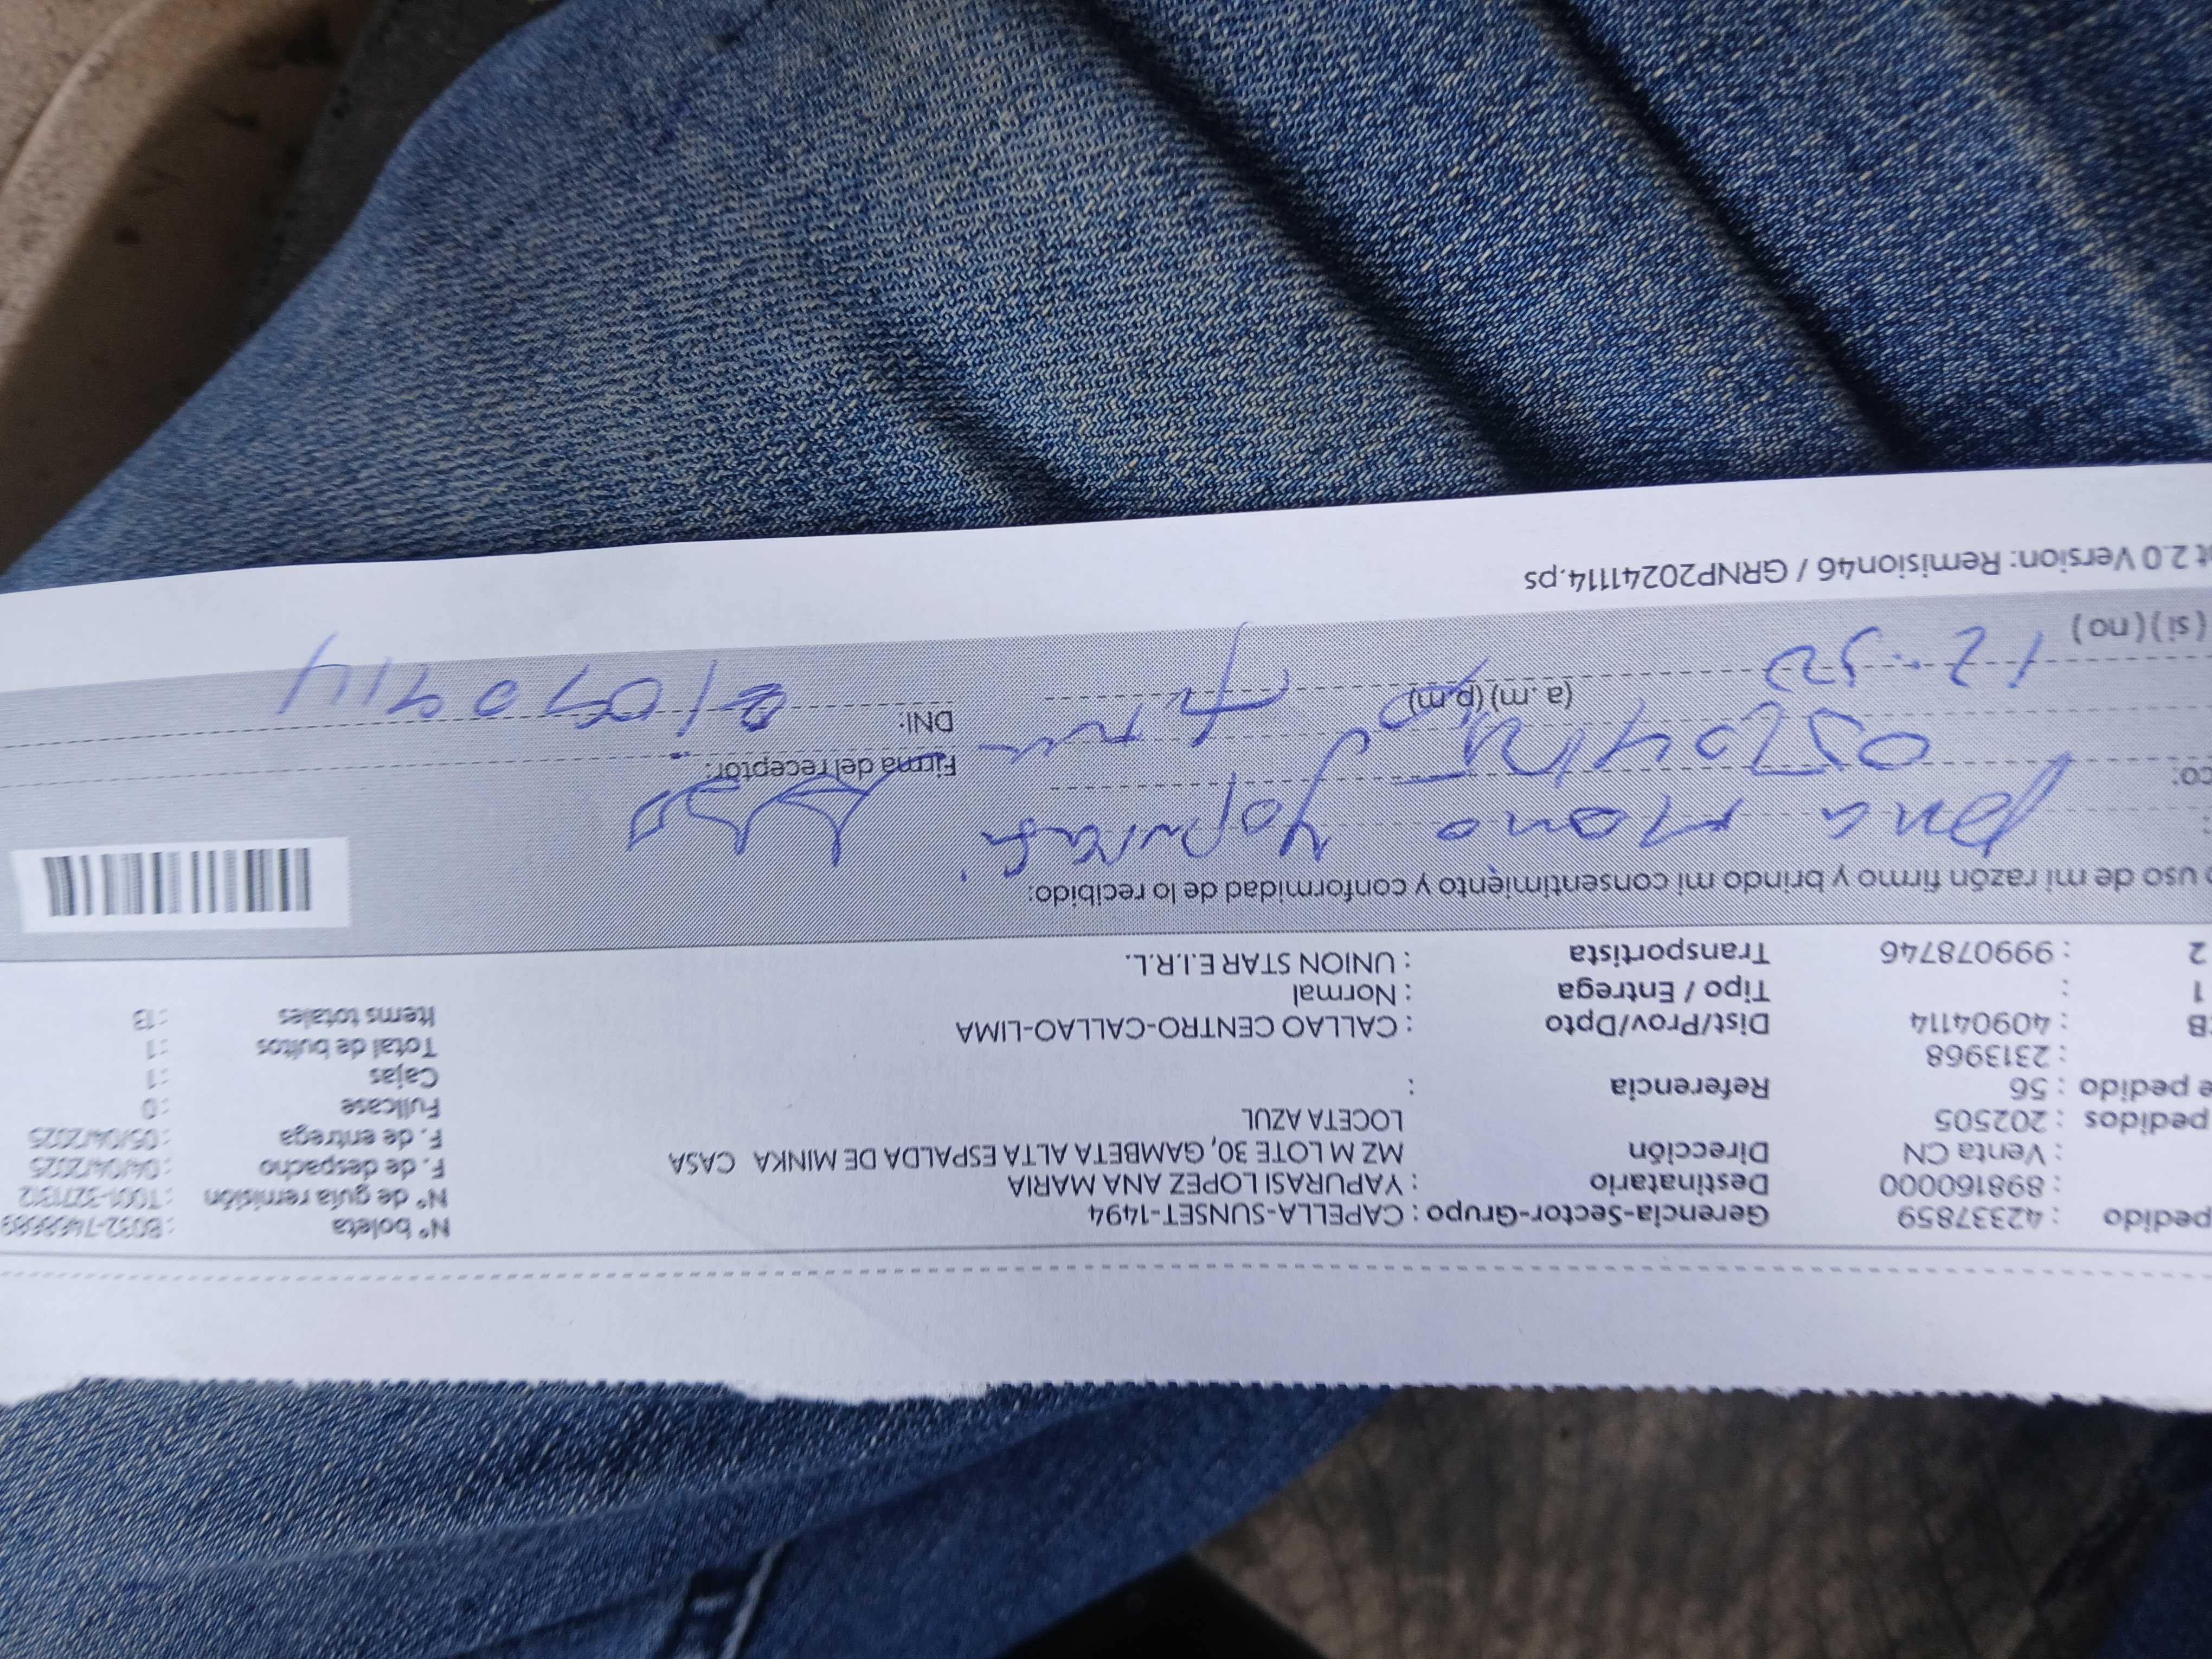 pedido : 42337859 Gerencia-Sector-Grupo : CAPELLA-SUNSET-1494 N° boleta
: 898160000 Destinatario : YAPURASI LOPEZ ANA MARIA N° de guía remisión : T001-3271312
: Venta CN Dirección MZ M LOTE 30, GAMBETA ALTA ESPALDA DE MINKA CASA F. de despacho : 04/04/2025
pedidos : 202505 LOCETA AZUL F. de entrega : 05/04/2025
e pedido : 56 Referencia : Fullcase : 0
: 2313968 Cajas : 1
B : 40904114 Dist/Prov/Dpto : CALLAO CENTRO-CALLAO-LIMA Total de bultos : 1
1 : Tipo / Entrega : Normal Items totales : 13
2 : 999078746 Transportista : UNION STAR E.I.R.L.
uso de mi razón firmo y brindo mi consentimiento y conformidad de lo recibido:
Ana Yapurasi
co: Firma del receptor:
(a. m) (p.m) DNI:
(si) (no)
t 2.0 Version: Remision46 / GRNP20241114.ps